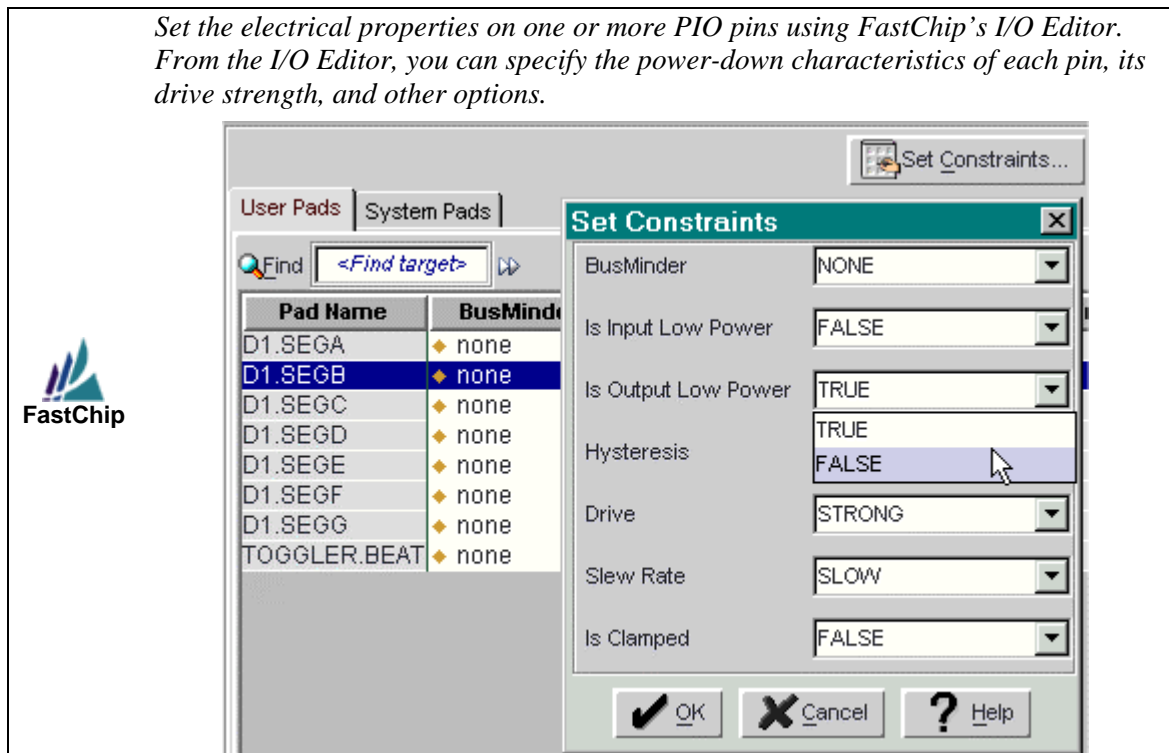 Set the electrical properties on one or more PIO pins using FastChip's I/O Editor.
From the I/O Editor, you can specify the power-down characteristics of each pin, its
drive strength, and other options.
Set Constraints...
User Pads
System Pads
Set Constraints
Find
<Find target>
BusMinder
NONE
Pad Name
BusMinde
Is Input Low Power
FALSE
D1.SEGA
none
D1.SEGB
none
Is Output Low Power
TRUE
D1.SEGC
none
TRUE
D1.SEGD
none
Hysteresis
FALSE
D1.SEGE
none
D1.SEGF
none
Drive
STRONG
D1.SEGG
none
TOGGLER.BEAT
none
Slew Rate
SLOW
Is Clamped
FALSE
OK
Cancel
Help
FastChip